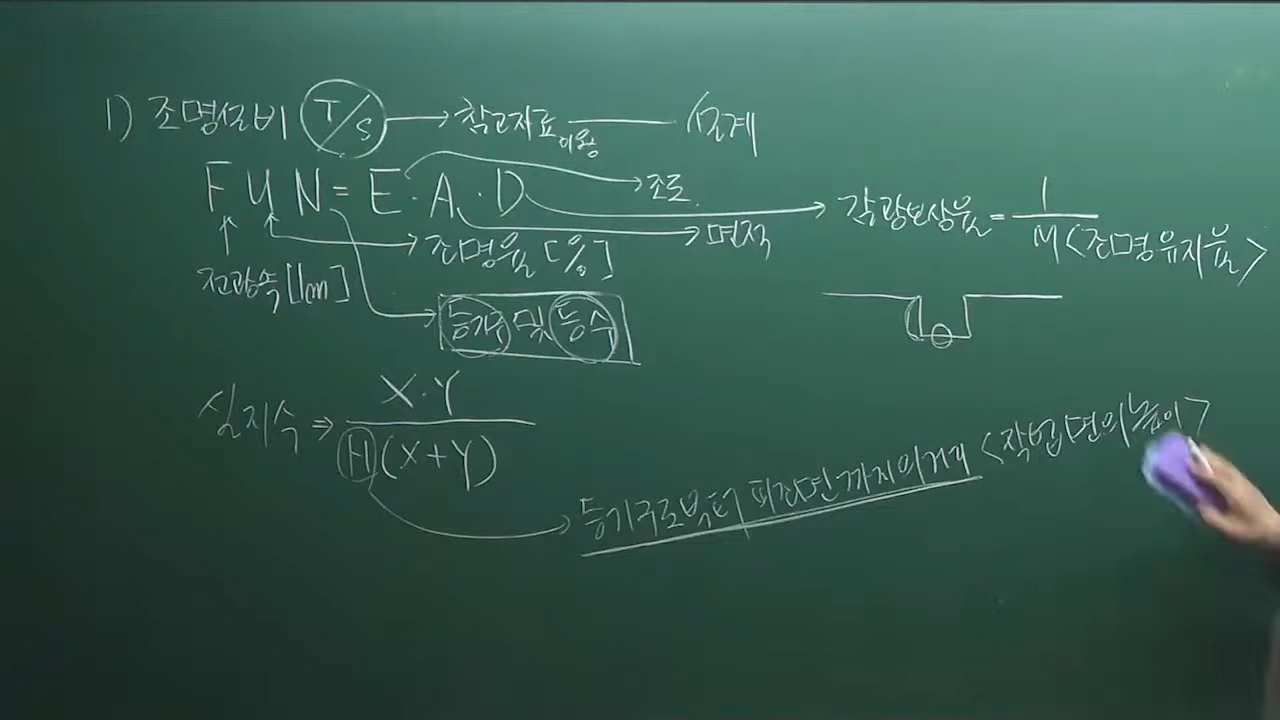 1) 조명설비 T/S → 참고자료 이용 — 설계
F U N = E · A · D
조도
면적
감광보상율 = 1 / M <조명유지율>
조명율 [%]
전광속 [lm]
등기구 및 등수
실지수 ⇒ X·Y / H(X+Y)
등기구로부터 피조면까지의 거리 <작업면의 높이>